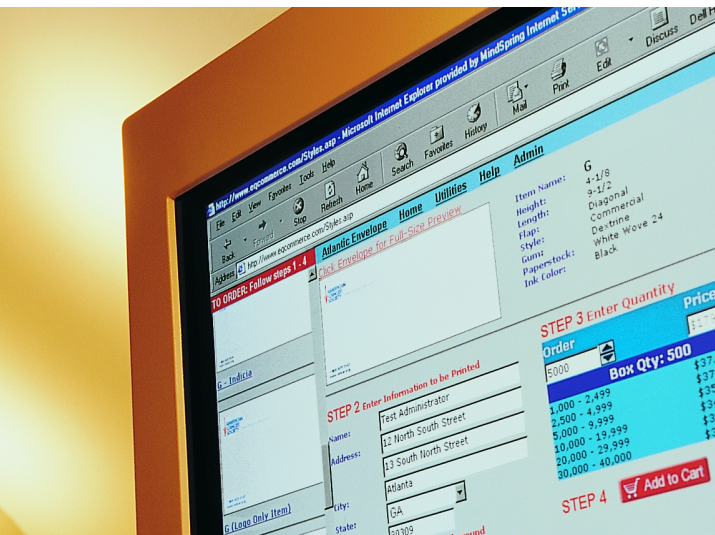 http://www.eqcommerce.com/Styles.asp - Microsoft Internet Explorer provided by MindSpring Internet
File Edit View Favorites Tools Help
Back Forward Stop Refresh Home Search Favorites History Mail Print Edit Discuss Dell
Address http://www.eqcommerce.com/Styles.asp
TO ORDER: Follow steps 1 - 4
G - Indicia
G (Logo Only Item)
Atlantic Envelope Home Utilities Help Admin
Click Envelope for Full-Size Preview
Item Name: G
Height: 4-1/8
Length: 9-1/2
Flap: Diagonal
Style: Commercial
Gum: Dextrine
Paperstock: White Wove 24
Ink Color: Black
STEP 2 Enter Information to be Printed
Name: Test Administrator
Address: 12 North South Street
13 South North Street
City: Atlanta
State: GA
30309
STEP 3 Enter Quantity
Order Price
5000
Box Qty: 500
1,000 - 2,499 $37.
2,500 - 4,999 $37
5,000 - 9,999 $35
10,000 - 19,999
20,000 - 29,999
30,000 - 40,000
STEP 4 Add to Cart